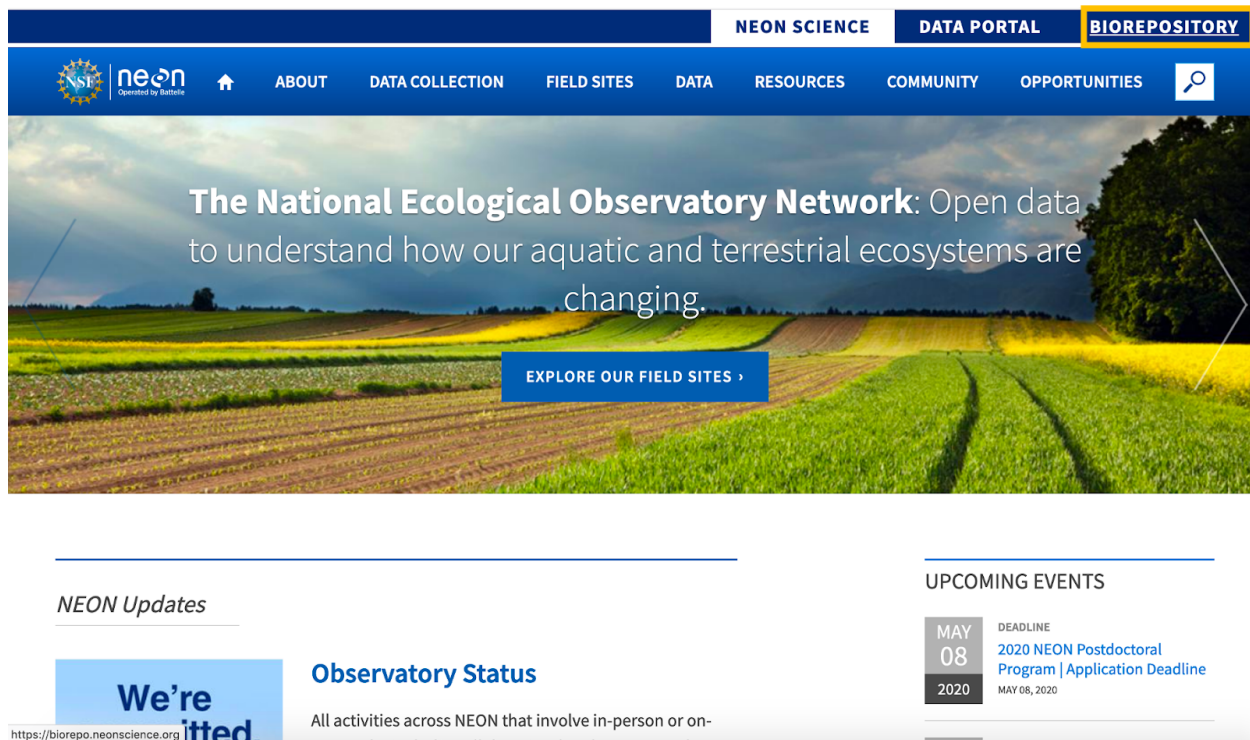 NEON SCIENCE DATA PORTAL BIOREPOSITORY
NSF neon ABOUT DATA COLLECTION FIELD SITES DATA RESOURCES COMMUNITY OPPORTUNITIES
Operated by Battelle
The National Ecological Observatory Network: Open data
to understand how our aquatic and terrestrial ecosystems are
changing.
EXPLORE OUR FIELD SITES ›
NEON Updates
Observatory Status
All activities across NEON that involve in-person or on-
We're
itted
https://biorepo.neonscience.org
UPCOMING EVENTS
MAY
08
2020
DEADLINE
2020 NEON Postdoctoral
Program | Application Deadline
MAY 08, 2020